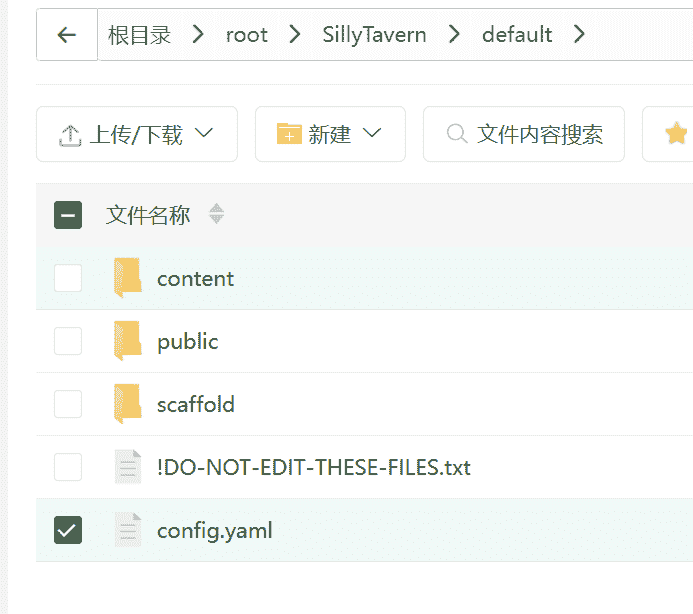 根目录 root SillyTavern default
上传/下载 新建 文件内容搜索
文件名称
content
public
scaffold
!DO-NOT-EDIT-THESE-FILES.txt
config.yaml